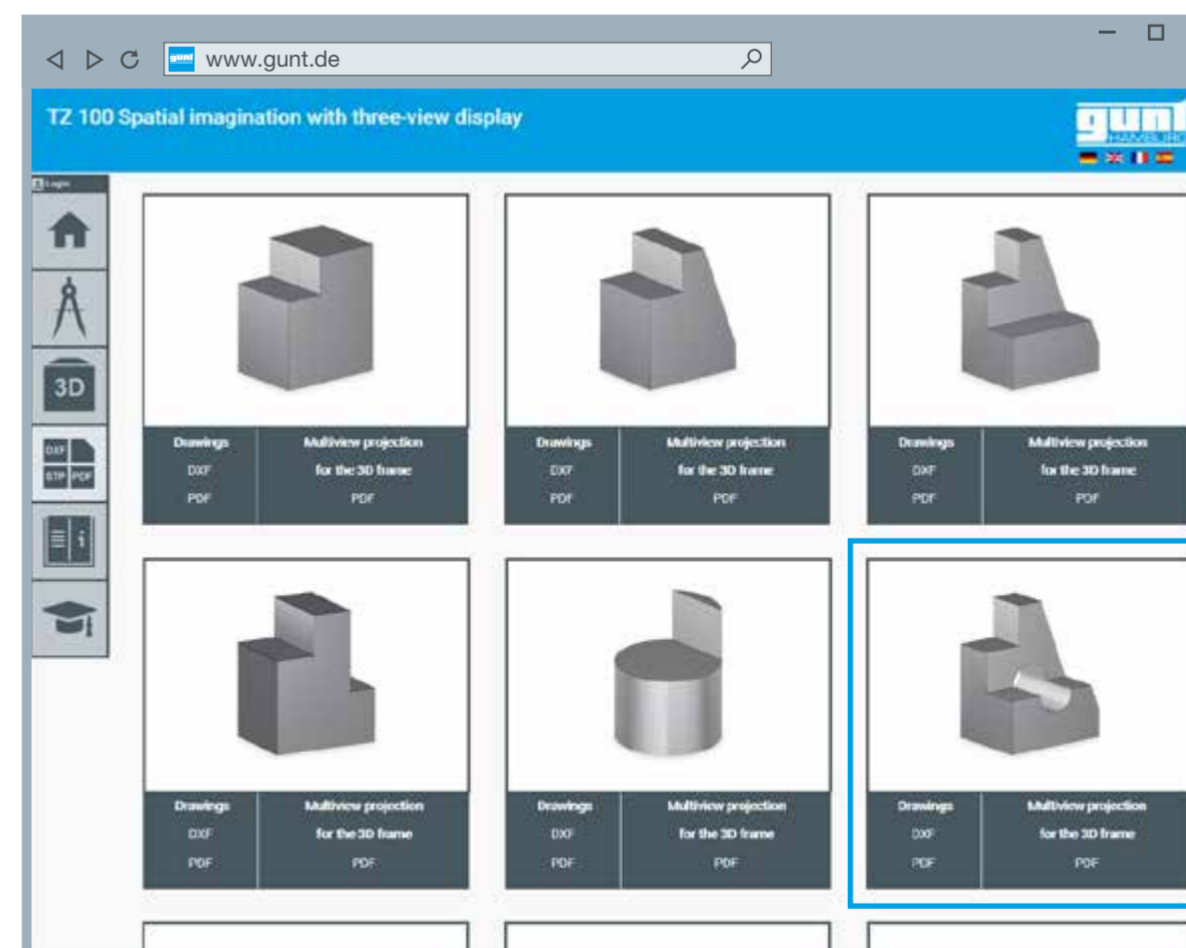 gunt www.gunt.de
TZ 100 Spatial imagination with three-view display
gunt
HAMBURG
Login
3D
DXF
STP PDF
i
Drawings Multiview projection
DXF for the 3D frame
PDF PDF
Drawings Multiview projection
DXF for the 3D frame
PDF PDF
Drawings Multiview projection
DXF for the 3D frame
PDF PDF
Drawings Multiview projection
DXF for the 3D frame
PDF PDF
Drawings Multiview projection
DXF for the 3D frame
PDF PDF
Drawings Multiview projection
DXF for the 3D frame
PDF PDF